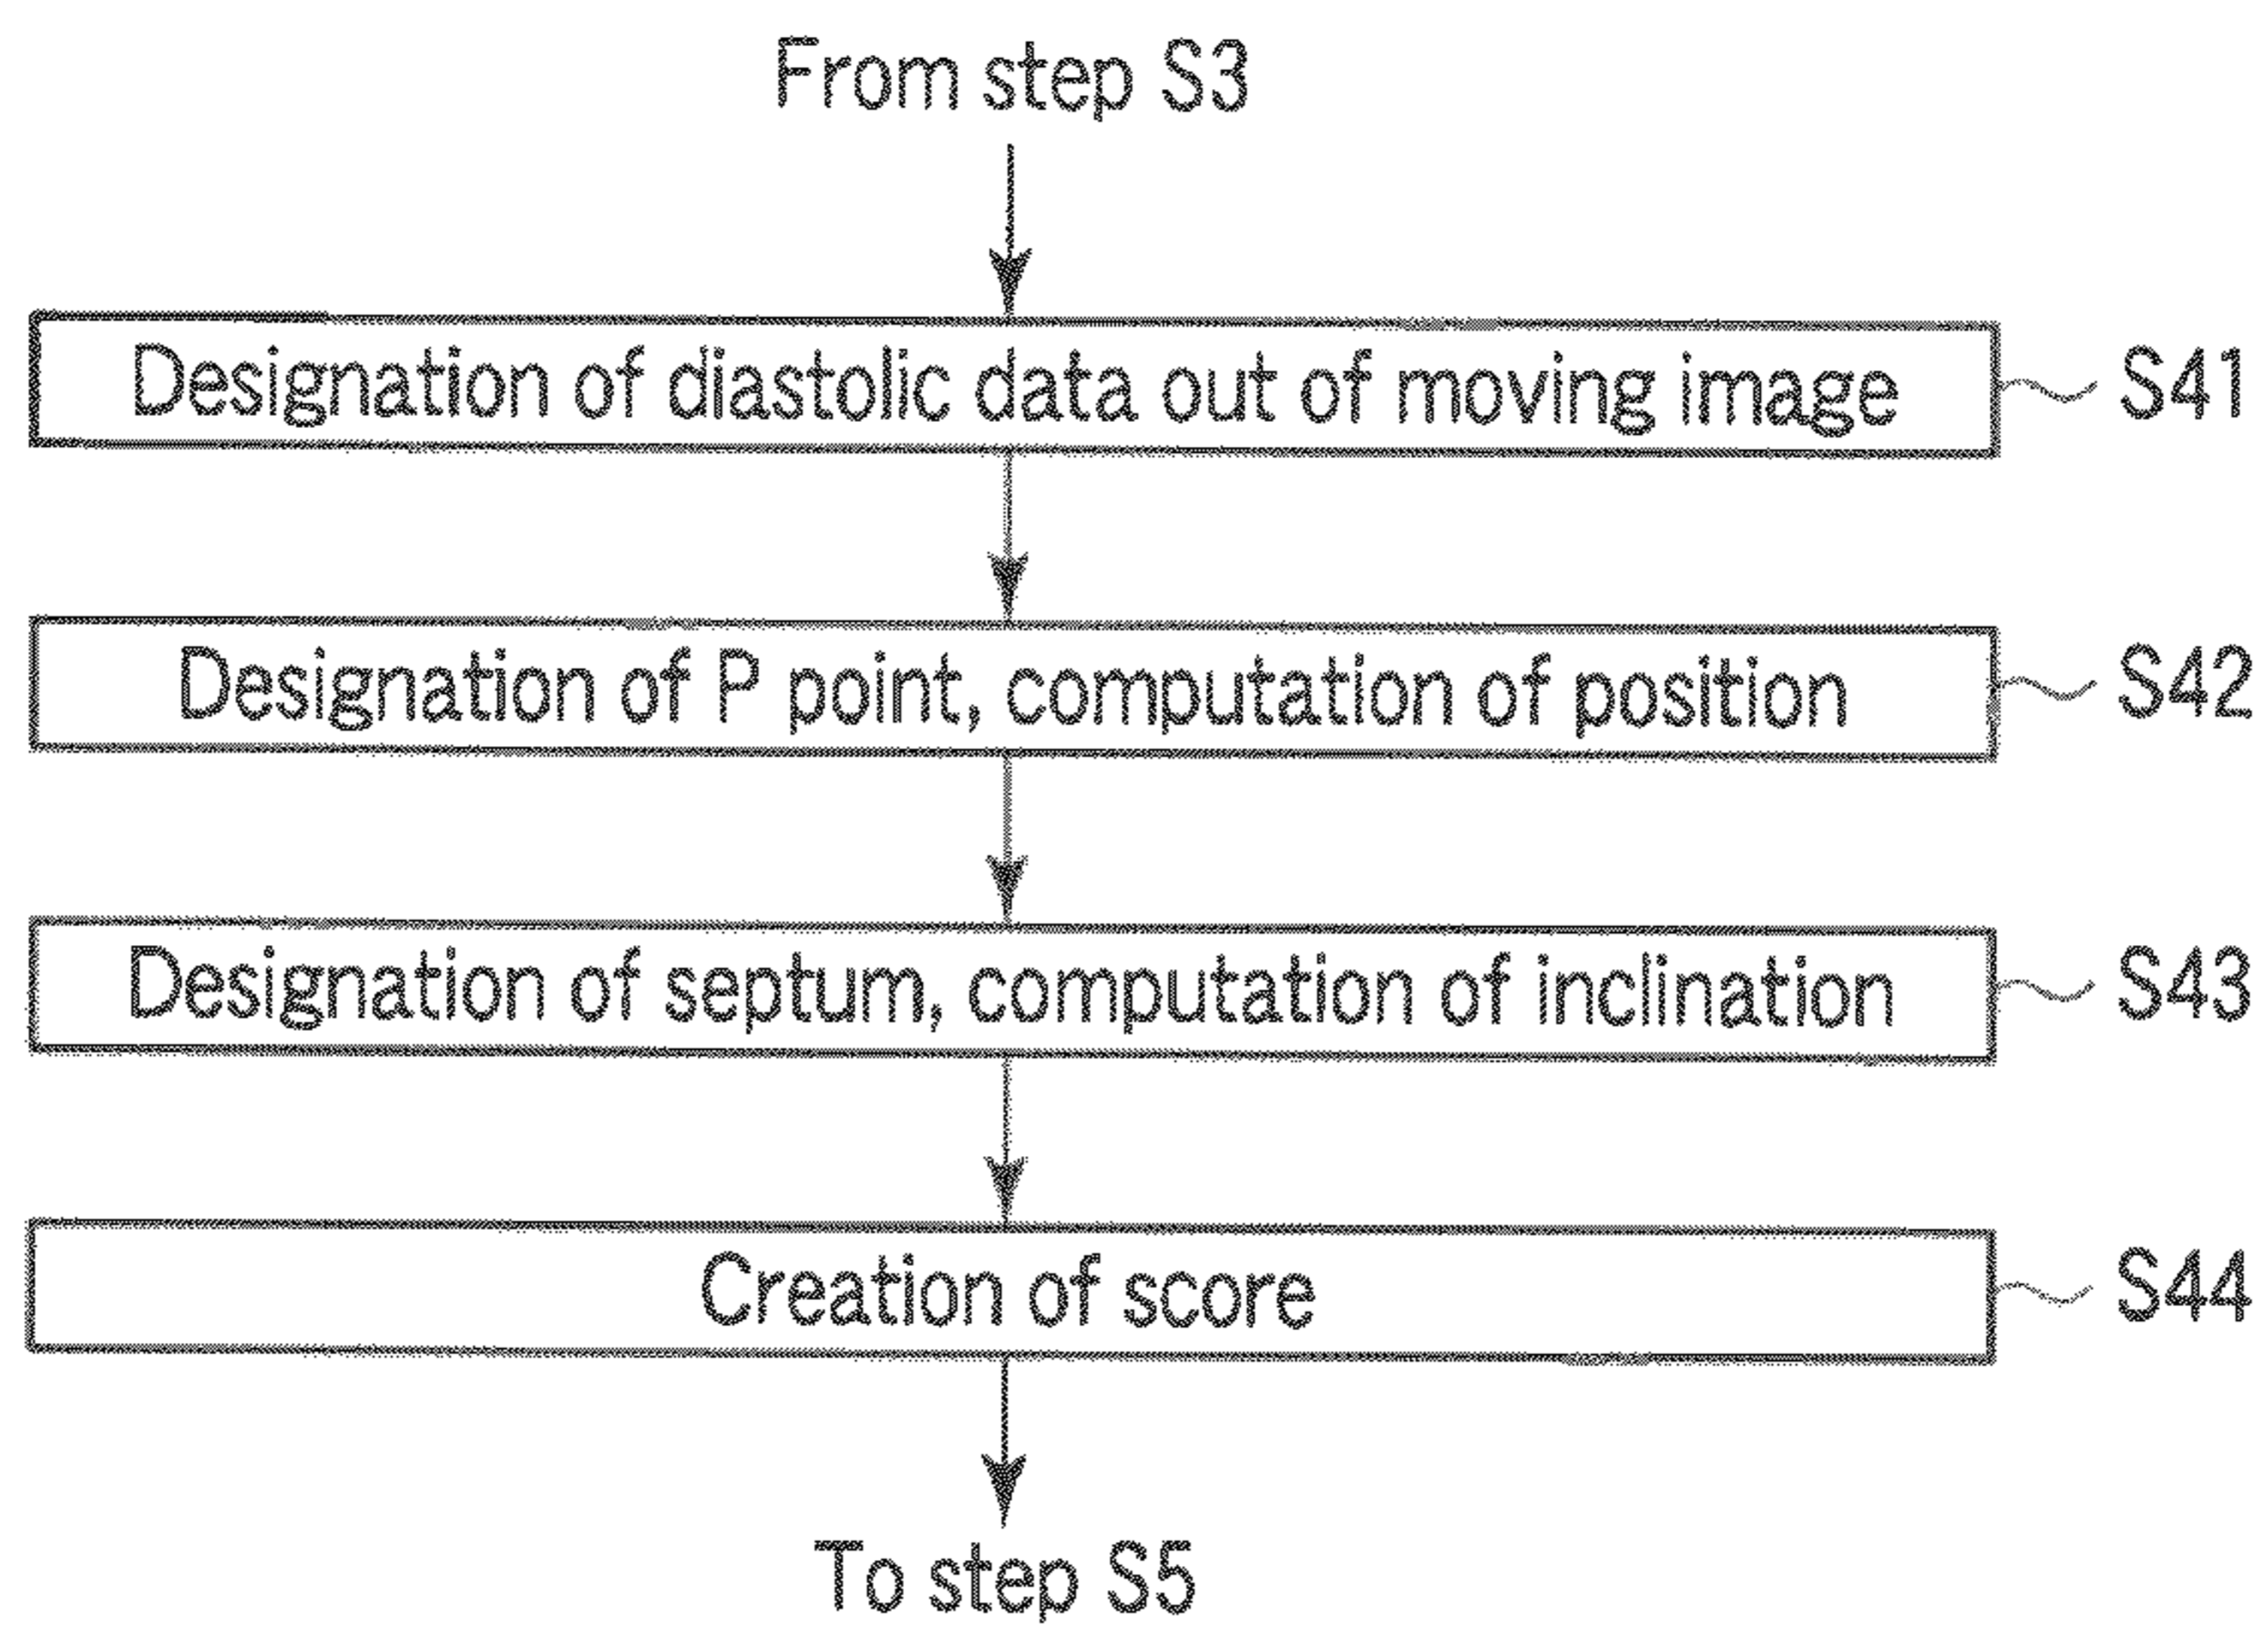 From step S3
Designation of diastolic data out of moving image S41
Designation of P point, computation of position S42
Designation of septum, computation of inclination S43
Creation of score S44
To step S5